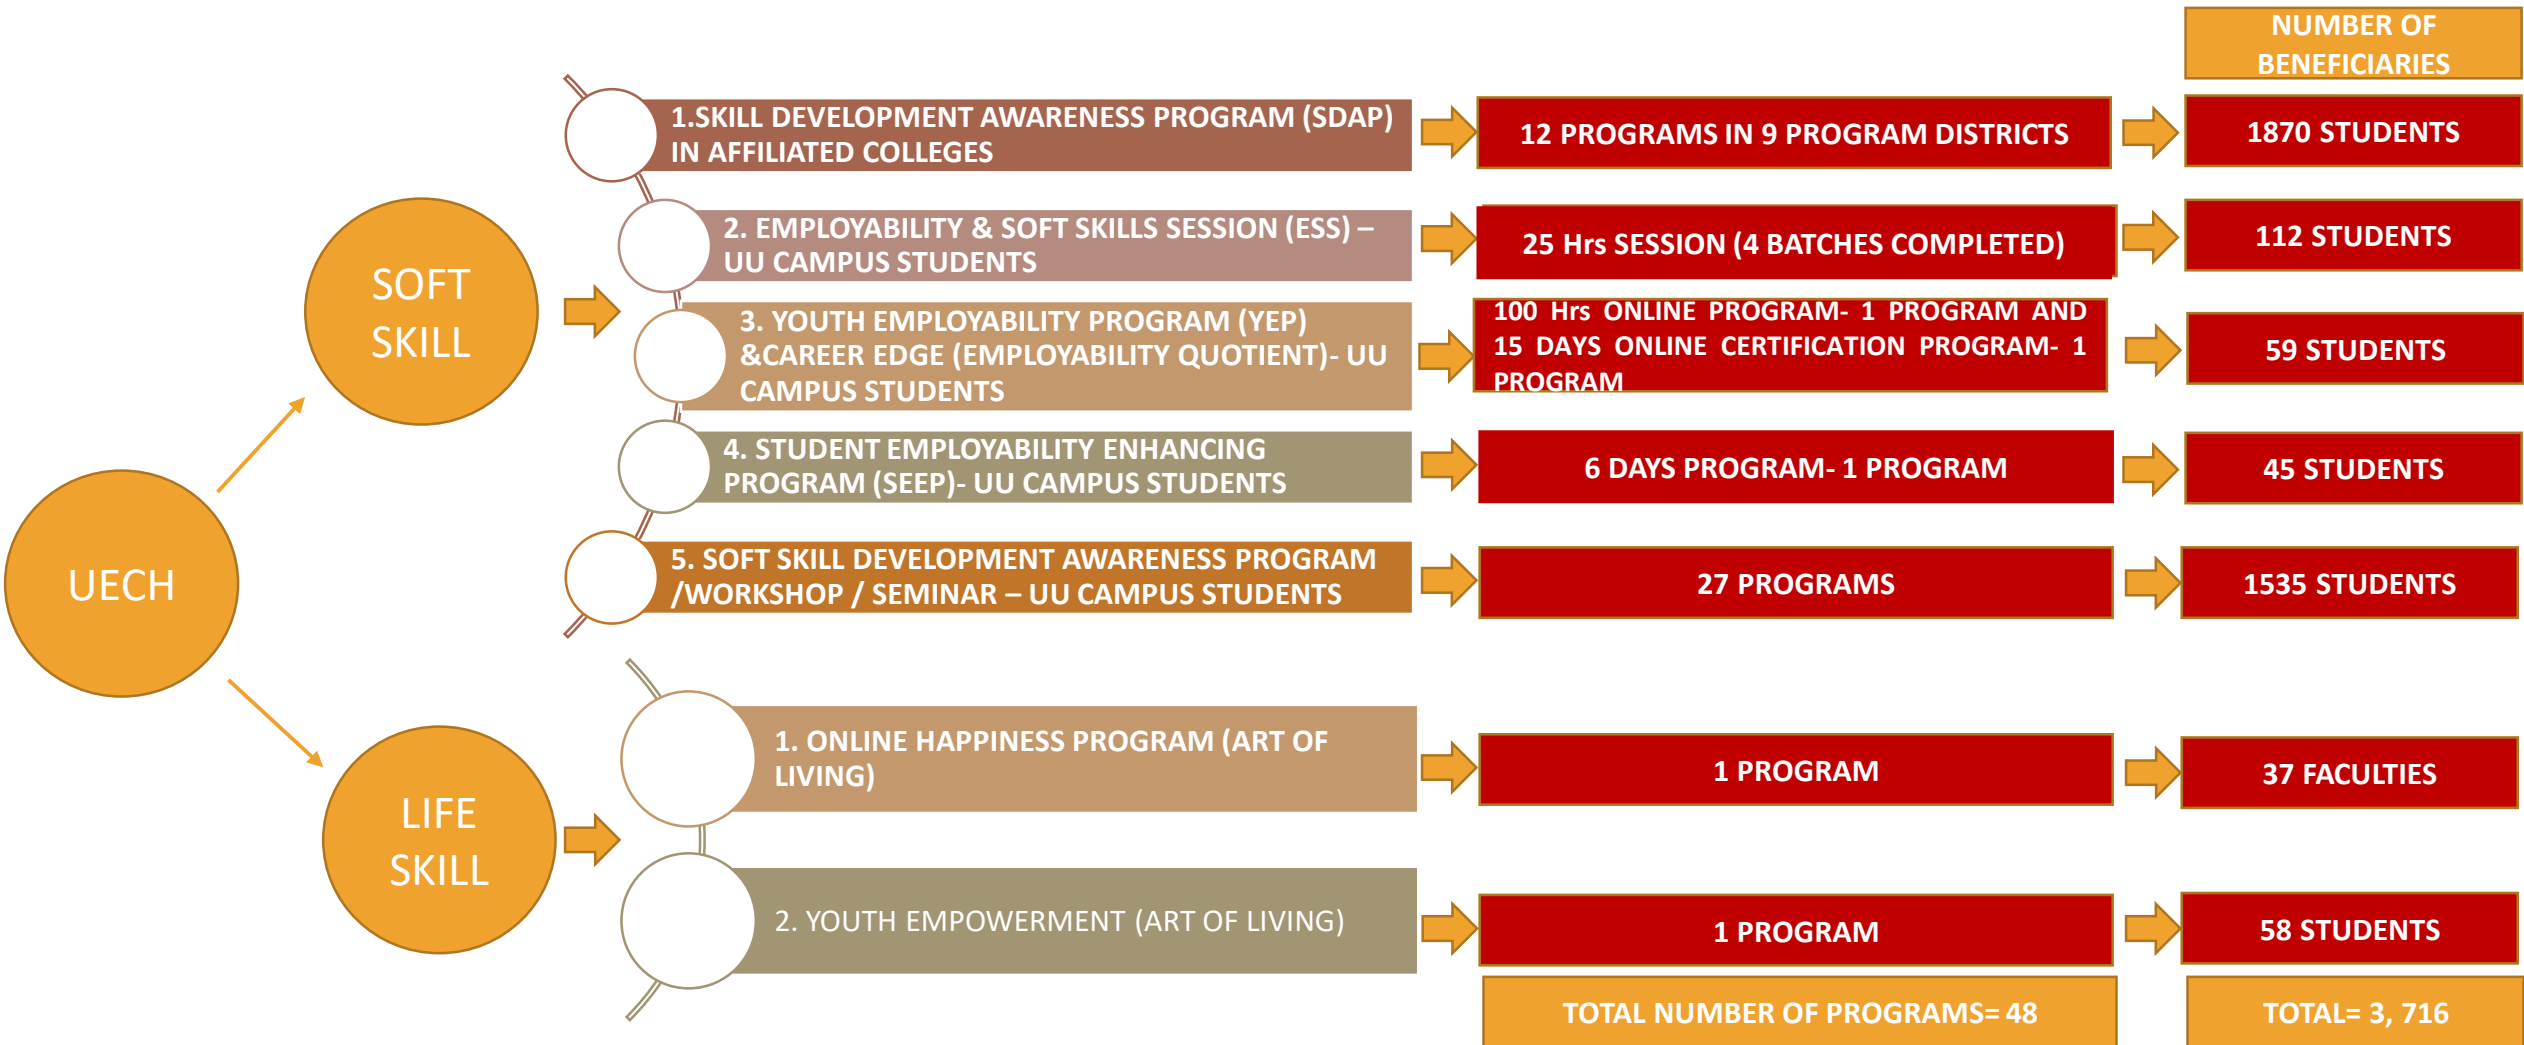 NUMBER OF
BENEFICIARIES
UECH
SOFT
SKILL
1.SKILL DEVELOPMENT AWARENESS PROGRAM (SDAP)
IN AFFILIATED COLLEGES
12 PROGRAMS IN 9 PROGRAM DISTRICTS
1870 STUDENTS
2. EMPLOYABILITY & SOFT SKILLS SESSION (ESS) –
UU CAMPUS STUDENTS
25 Hrs SESSION (4 BATCHES COMPLETED)
112 STUDENTS
3. YOUTH EMPLOYABILITY PROGRAM (YEP)
&CAREER EDGE (EMPLOYABILITY QUOTIENT)- UU
CAMPUS STUDENTS
100 Hrs ONLINE PROGRAM- 1 PROGRAM AND
15 DAYS ONLINE CERTIFICATION PROGRAM- 1
PROGRAM
59 STUDENTS
4. STUDENT EMPLOYABILITY ENHANCING
PROGRAM (SEEP)- UU CAMPUS STUDENTS
6 DAYS PROGRAM- 1 PROGRAM
45 STUDENTS
5. SOFT SKILL DEVELOPMENT AWARENESS PROGRAM
/WORKSHOP / SEMINAR – UU CAMPUS STUDENTS
27 PROGRAMS
1535 STUDENTS
LIFE
SKILL
1. ONLINE HAPPINESS PROGRAM (ART OF
LIVING)
1 PROGRAM
37 FACULTIES
2. YOUTH EMPOWERMENT (ART OF LIVING)
1 PROGRAM
58 STUDENTS
TOTAL NUMBER OF PROGRAMS= 48
TOTAL= 3, 716